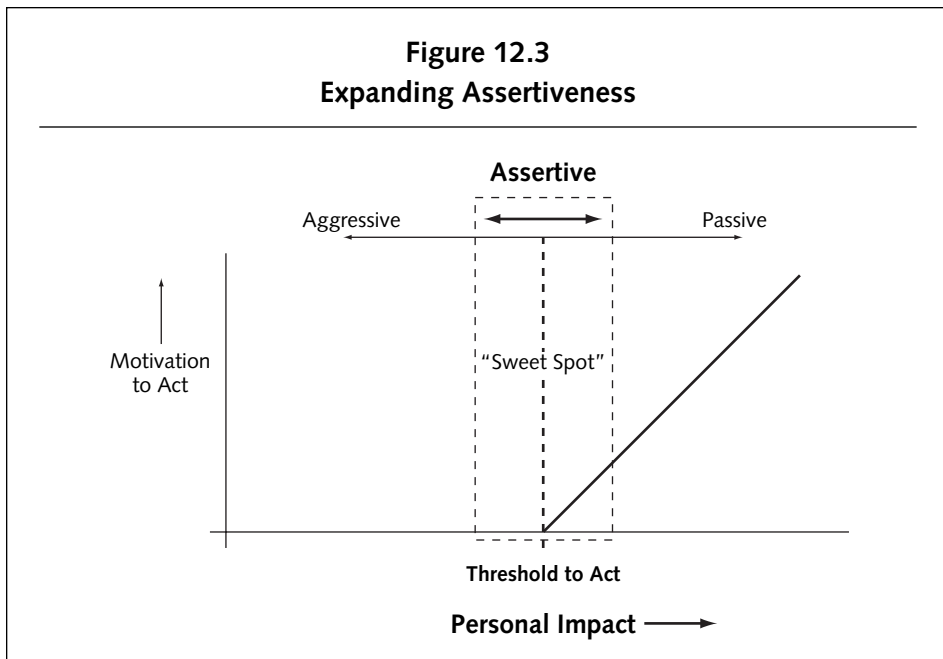 Figure 12.3
Expanding Assertiveness
Assertive
Aggressive
Passive
Motivation
to Act
“Sweet Spot”
Threshold to Act
Personal Impact